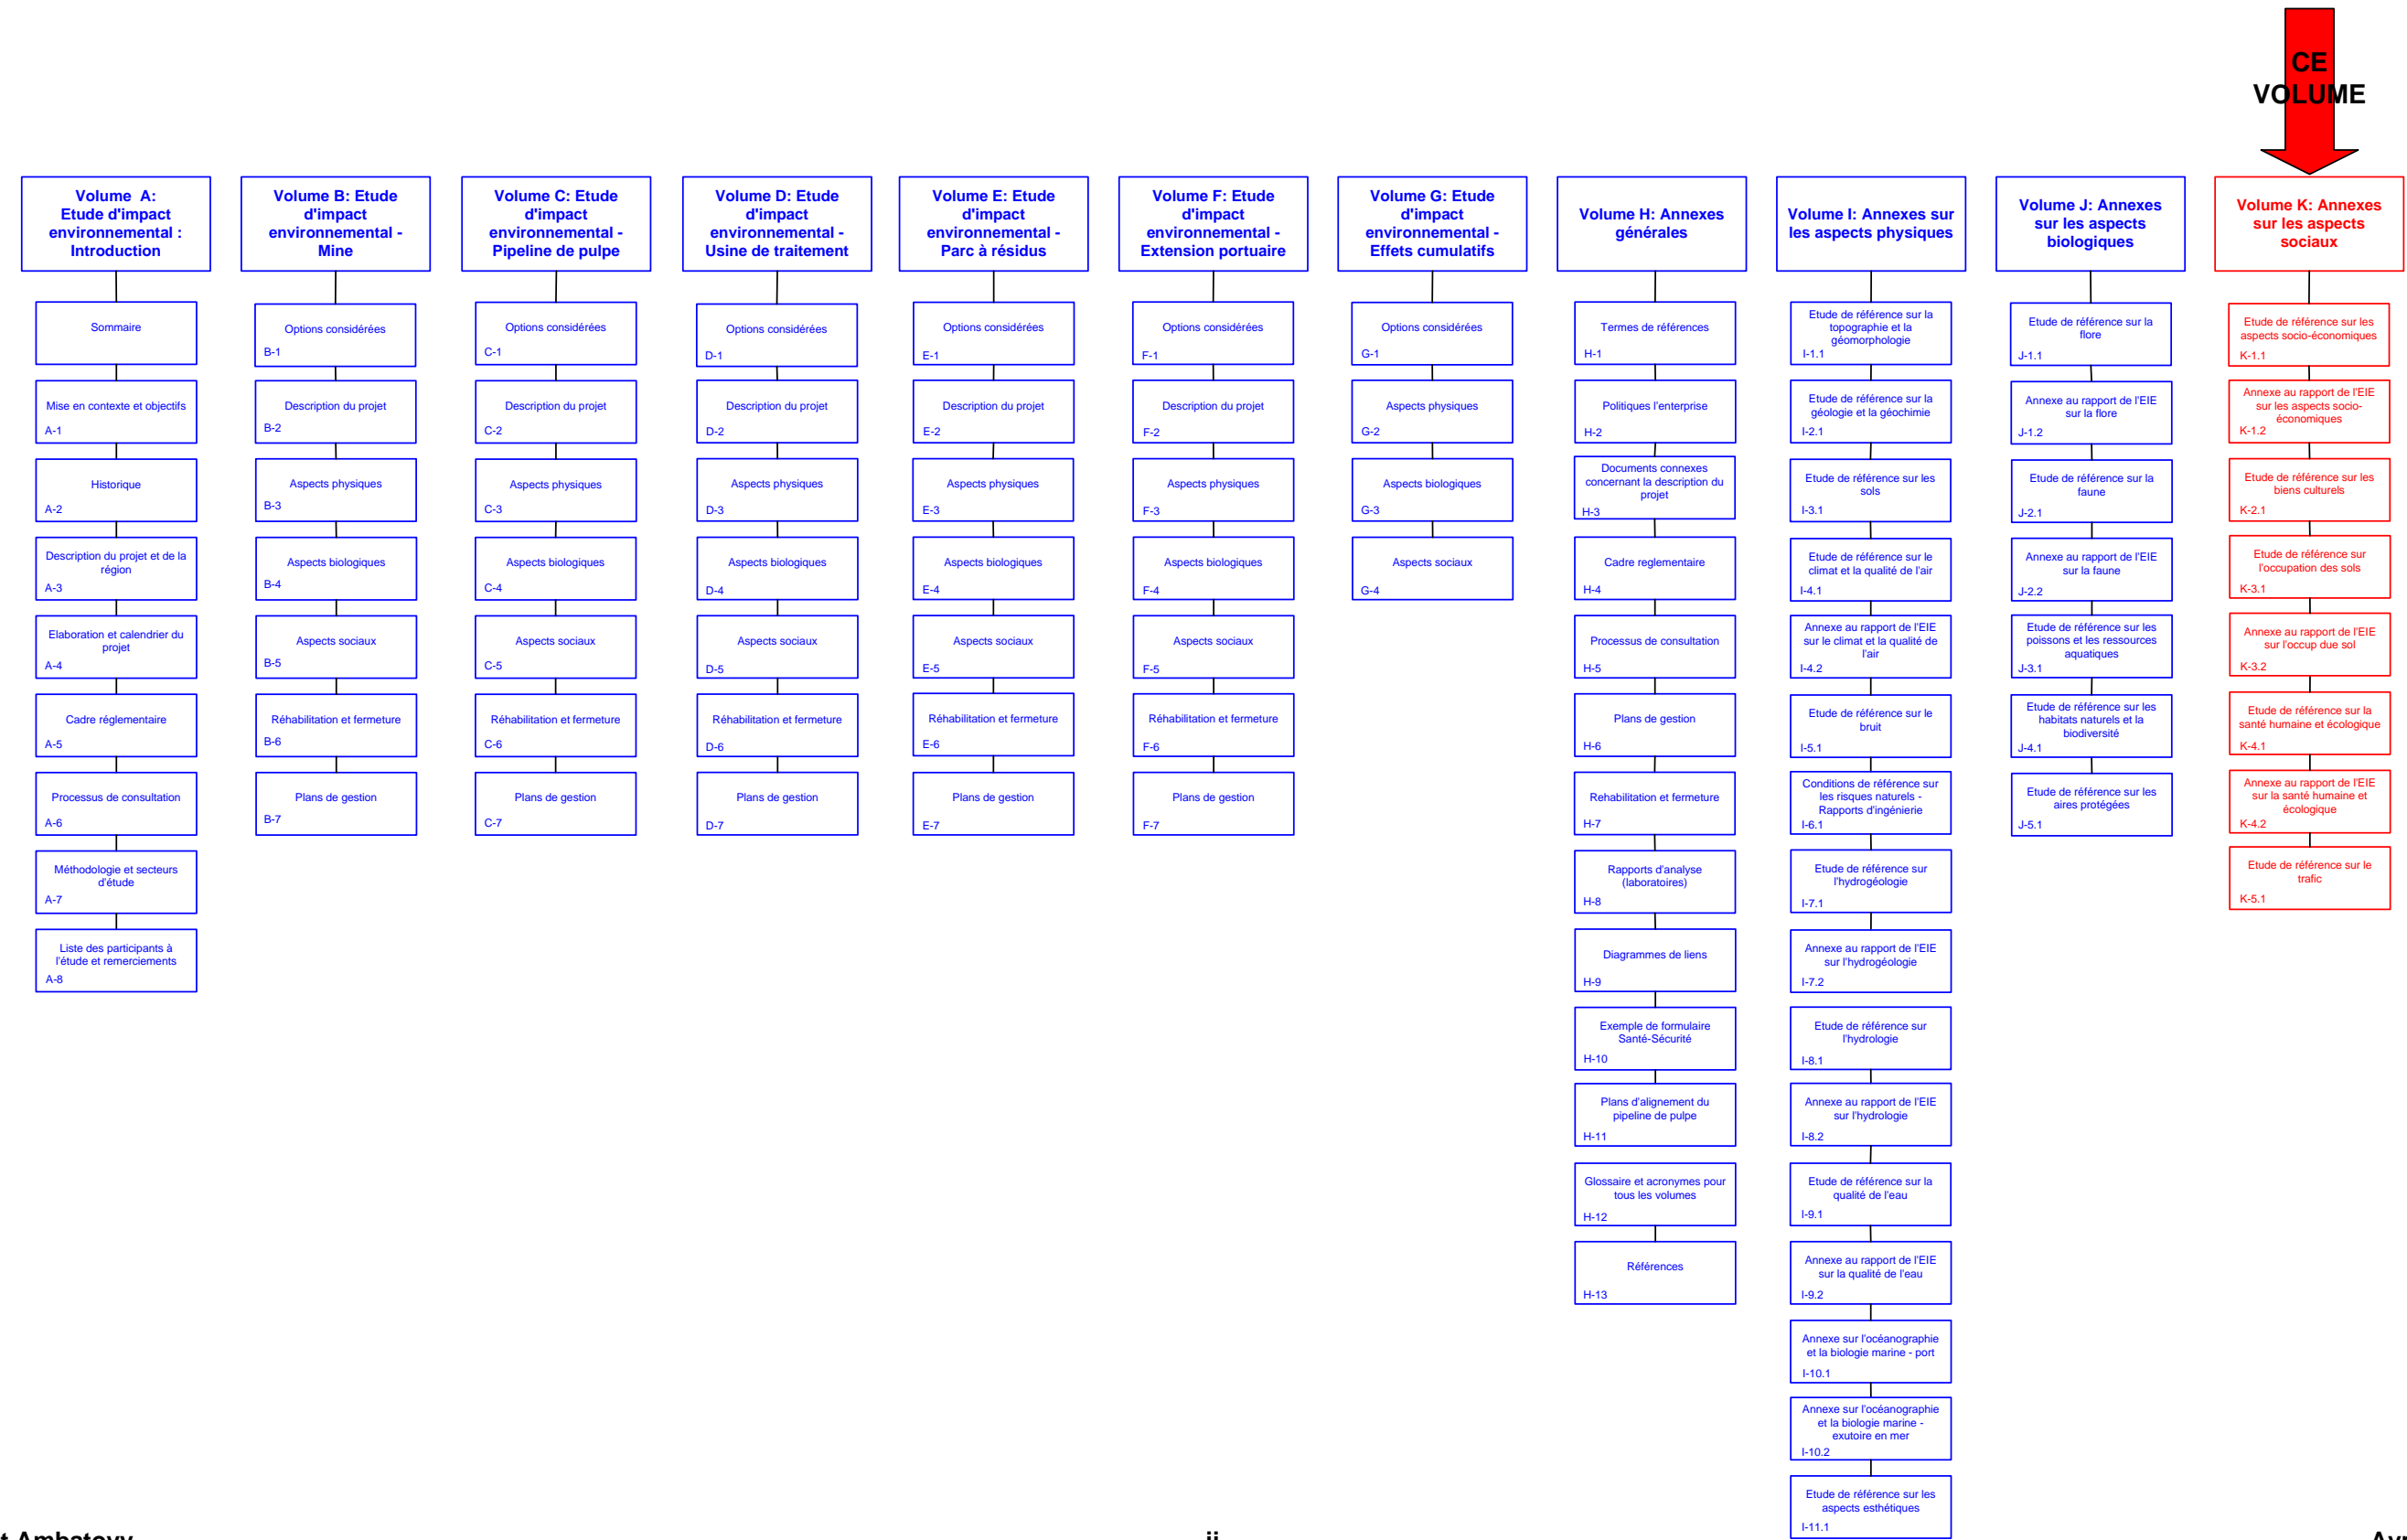 CE
VOLUME
Volume A:
Etude d'impact
environnemental :
Introduction
Sommaire
Mise en contexte et objectifs
A-1
Historique
A-2
Description du projet et de la
région
A-3
Elaboration et calendrier du
projet
A-4
Cadre réglementaire
A-5
Processus de consultation
A-6
Méthodologie et secteurs
d'étude
A-7
Liste des participants à
l'étude et remerciements
A-8
Volume B: Etude
d'impact
environnemental -
Mine
Options considérées
B-1
Description du projet
B-2
Aspects physiques
B-3
Aspects biologiques
B-4
Aspects sociaux
B-5
Réhabilitation et fermeture
B-6
Plans de gestion
B-7
Volume C: Etude
d'impact
environnemental -
Pipeline de pulpe
Options considérées
C-1
Description du projet
C-2
Aspects physiques
C-3
Aspects biologiques
C-4
Aspects sociaux
C-5
Réhabilitation et fermeture
C-6
Plans de gestion
C-7
Volume D: Etude
d'impact
environnemental -
Usine de traitement
Options considérées
D-1
Description du projet
D-2
Aspects physiques
D-3
Aspects biologiques
D-4
Aspects sociaux
D-5
Réhabilitation et fermeture
D-6
Plans de gestion
D-7
Volume E: Etude
d'impact
environnemental -
Parc à résidus
Options considérées
E-1
Description du projet
E-2
Aspects physiques
E-3
Aspects biologiques
E-4
Aspects sociaux
E-5
Réhabilitation et fermeture
E-6
Plans de gestion
E-7
Volume F: Etude
d'impact
environnemental -
Extension portuaire
Options considérées
F-1
Description du projet
F-2
Aspects physiques
F-3
Aspects biologiques
F-4
Aspects sociaux
F-5
Réhabilitation et fermeture
F-6
Plans de gestion
F-7
Volume G: Etude
d'impact
environnemental -
Effets cumulatifs
Options considérées
G-1
Aspects physiques
G-2
Aspects biologiques
G-3
Aspects sociaux
G-4
Volume H: Annexes
générales
Termes de références
H-1
Politiques l'enterprise
H-2
Documents connexes
concernant la description du
projet
H-3
Cadre reglementaire
H-4
Processus de consultation
H-5
Plans de gestion
H-6
Rehabilitation et fermeture
H-7
Rapports d'analyse
(laboratoires)
H-8
Diagrammes de liens
H-9
Exemple de formulaire
Santé-Sécurité
H-10
Plans d'alignement du
pipeline de pulpe
H-11
Glossaire et acronymes pour
tous les volumes
H-12
Références
H-13
Volume I: Annexes sur
les aspects physiques
Etude de référence sur la
topographie et la
géomorphologie
I-1.1
Etude de référence sur la
géologie et la géochimie
I-2.1
Etude de référence sur les
sols
I-3.1
Etude de référence sur le
climat et la qualité de l'air
I-4.1
Annexe au rapport de l'EIE
sur le climat et la qualité de
l'air
I-4.2
Etude de référence sur le
bruit
I-5.1
Conditions de référence sur
les risques naturels -
Rapports d'ingénierie
I-6.1
Etude de référence sur
l'hydrogéologie
I-7.1
Annexe au rapport de l'EIE
sur l'hydrogéologie
I-7.2
Etude de référence sur
l'hydrologie
I-8.1
Annexe au rapport de l'EIE
sur l'hydrologie
I-8.2
Etude de référence sur la
qualité de l'eau
I-9.1
Annexe au rapport de l'EIE
sur la qualité de l'eau
I-9.2
Annexe sur l'océanographie
et la biologie marine - port
I-10.1
Annexe sur l'océanographie
et la biologie marine -
exutoire en mer
I-10.2
Etude de référence sur les
aspects esthétiques
I-11.1
Volume J: Annexes
sur les aspects
biologiques
Etude de référence sur la
flore
J-1.1
Annexe au rapport de l'EIE
sur la flore
J-1.2
Etude de référence sur la
faune
J-2.1
Annexe au rapport de l'EIE
sur la faune
J-2.2
Etude de référence sur les
poissons et les ressources
aquatiques
J-3.1
Etude de référence sur les
habitats naturels et la
biodiversité
J-4.1
Etude de référence sur les
aires protégées
J-5.1
Volume K: Annexes
sur les aspects
sociaux
Etude de référence sur les
aspects socio-économiques
K-1.1
Annexe au rapport de l'EIE
sur les aspects socio-
économiques
K-1.2
Etude de référence sur les
biens culturels
K-2.1
Etude de référence sur
l'occupation des sols
K-3.1
Annexe au rapport de l'EIE
sur l'occup due sol
K-3.2
Etude de référence sur la
santé humaine et écologique
K-4.1
Annexe au rapport de l'EIE
sur la santé humaine et
écologique
K-4.2
Etude de référence sur le
trafic
K-5.1